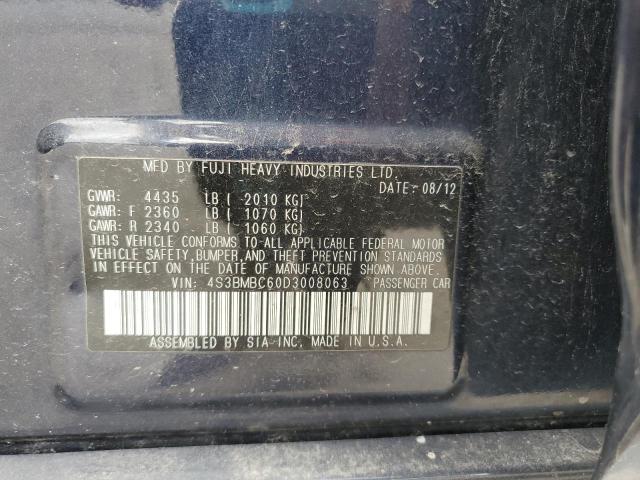 MFD BY FUJI HEAVY INDUSTRIES LTD.
DATE: 08/12
GVWR: 4435 LB ( 2010 KG)
GAWR: F 2360 LB ( 1070 KG)
GAWR: R 2340 LB ( 1060 KG)
THIS VEHICLE CONFORMS TO ALL APPLICABLE FEDERAL MOTOR
VEHICLE SAFETY, BUMPER, AND THEFT PREVENTION STANDARDS
IN EFFECT ON THE DATE OF MANUFACTURE SHOWN ABOVE.
VIN: 4S3BMBC60D3008063 PASSENGER CAR
ASSEMBLED BY SIA-INC. MADE IN U.S.A.